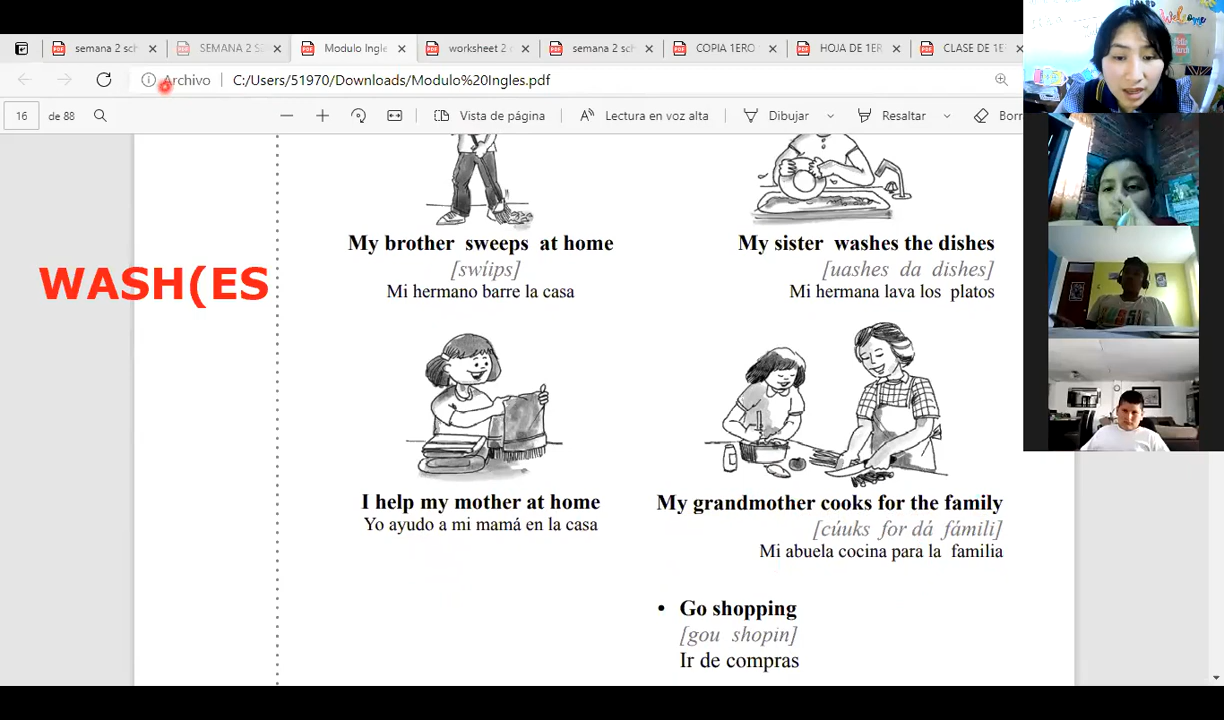 semana 2 sch
SEMANA 2 S
Modulo Ingle
worksheet 2
semana 2 sch
COPIA 1ERO
HOJA DE 1ER
CLASE DE 1E
Archivo
C:/Users/51970/Downloads/Modulo%20Ingles.pdf
16 de 88
Vista de página
Lectura en voz alta
Dibujar
Resaltar
Borr
Welcome
My brother sweeps at home
[swíips]
Mi hermano barre la casa
My sister washes the dishes
[uashes da dishes]
Mi hermana lava los platos
WASH(ES
I help my mother at home
Yo ayudo a mi mamá en la casa
My grandmother cooks for the family
[cúuks for dá fámili]
Mi abuela cocina para la familia
• Go shopping
[gou shopin]
Ir de compras